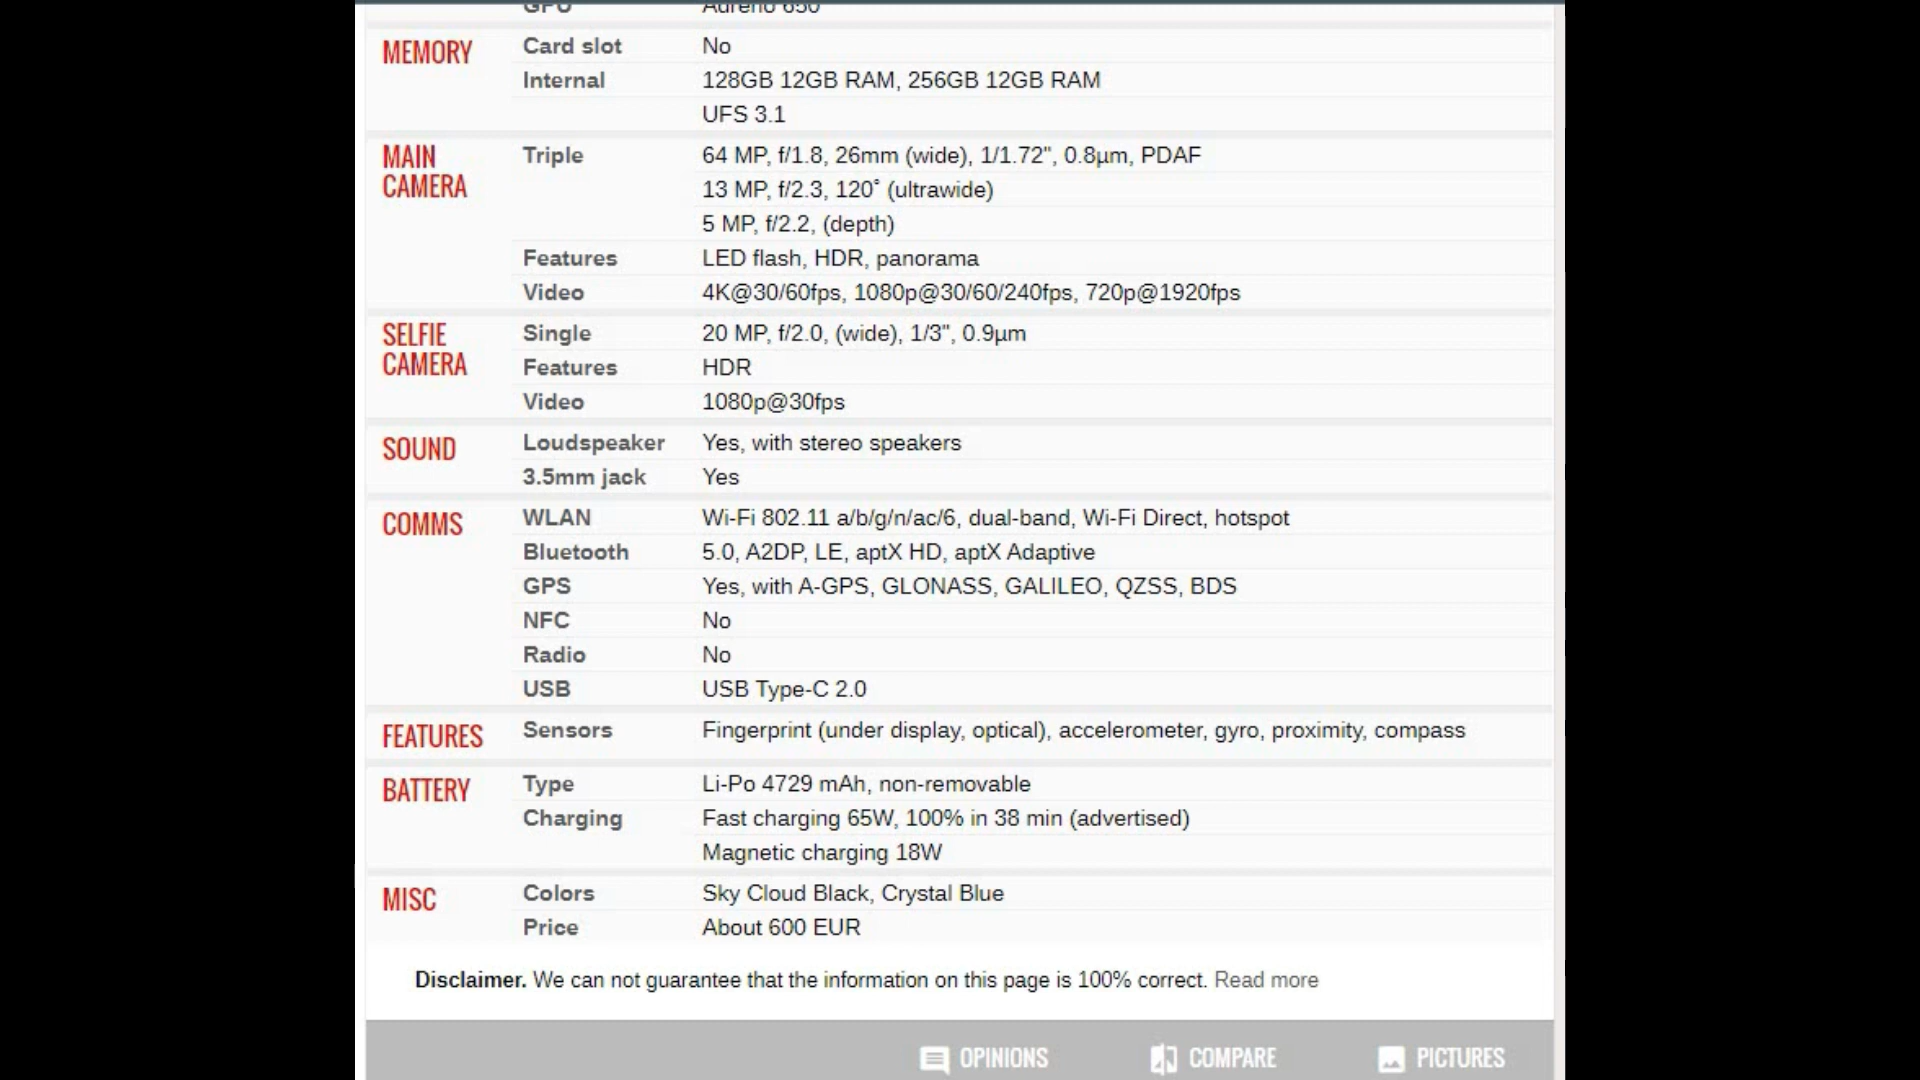 GPU Adreno 650
MEMORY Card slot No
Internal 128GB 12GB RAM, 256GB 12GB RAM
UFS 3.1
MAIN CAMERA Triple 64 MP, f/1.8, 26mm (wide), 1/1.72", 0.8µm, PDAF
13 MP, f/2.3, 120˚ (ultrawide)
5 MP, f/2.2, (depth)
Features LED flash, HDR, panorama
Video 4K@30/60fps, 1080p@30/60/240fps, 720p@1920fps
SELFIE CAMERA Single 20 MP, f/2.0, (wide), 1/3", 0.9µm
Features HDR
Video 1080p@30fps
SOUND Loudspeaker Yes, with stereo speakers
3.5mm jack Yes
COMMS WLAN Wi-Fi 802.11 a/b/g/n/ac/6, dual-band, Wi-Fi Direct, hotspot
Bluetooth 5.0, A2DP, LE, aptX HD, aptX Adaptive
GPS Yes, with A-GPS, GLONASS, GALILEO, QZSS, BDS
NFC No
Radio No
USB USB Type-C 2.0
FEATURES Sensors Fingerprint (under display, optical), accelerometer, gyro, proximity, compass
BATTERY Type Li-Po 4729 mAh, non-removable
Charging Fast charging 65W, 100% in 38 min (advertised)
Magnetic charging 18W
MISC Colors Sky Cloud Black, Crystal Blue
Price About 600 EUR
Disclaimer. We can not guarantee that the information on this page is 100% correct. Read more
OPINIONS COMPARE PICTURES